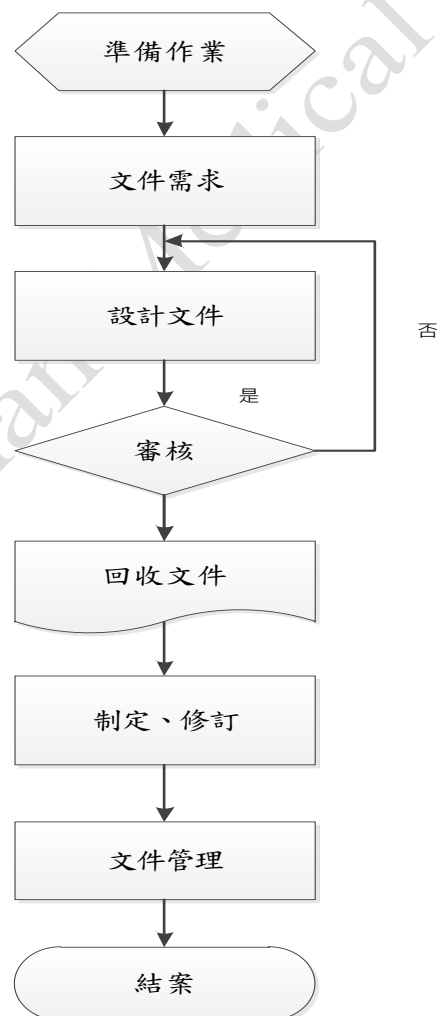 準備作業
文件需求
設計文件
否
是
審核
回收文件
制定、修訂
文件管理
結案